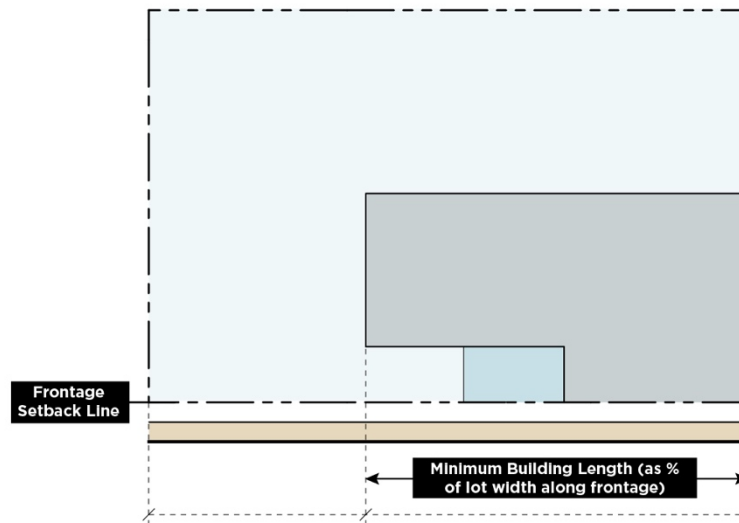 Frontage
Setback Line
Minimum Building Length (as %
of lot width along frontage)